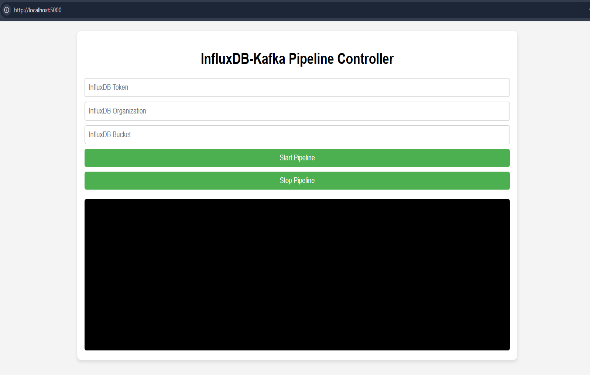 http://localhost:5000
InfluxDB-Kafka Pipeline Controller
InfluxDB Token
InfluxDB Organization
InfluxDB Bucket
Start Pipeline
Stop Pipeline